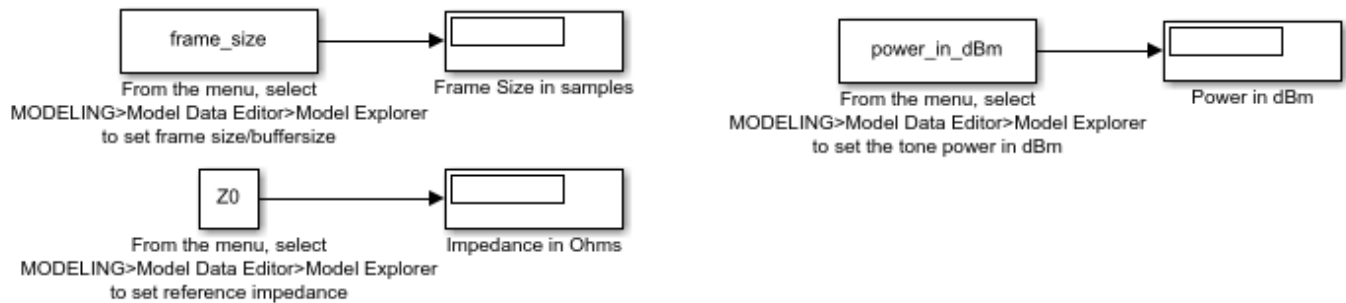 frame_size
From the menu, select
MODELING>Model Data Editor>Model Explorer
to set frame size/buffersize
Frame Size in samples
Z0
From the menu, select
MODELING>Model Data Editor>Model Explorer
to set reference impedance
Impedance in Ohms
power_in_dBm
From the menu, select
MODELING>Model Data Editor>Model Explorer
to set the tone power in dBm
Power in dBm